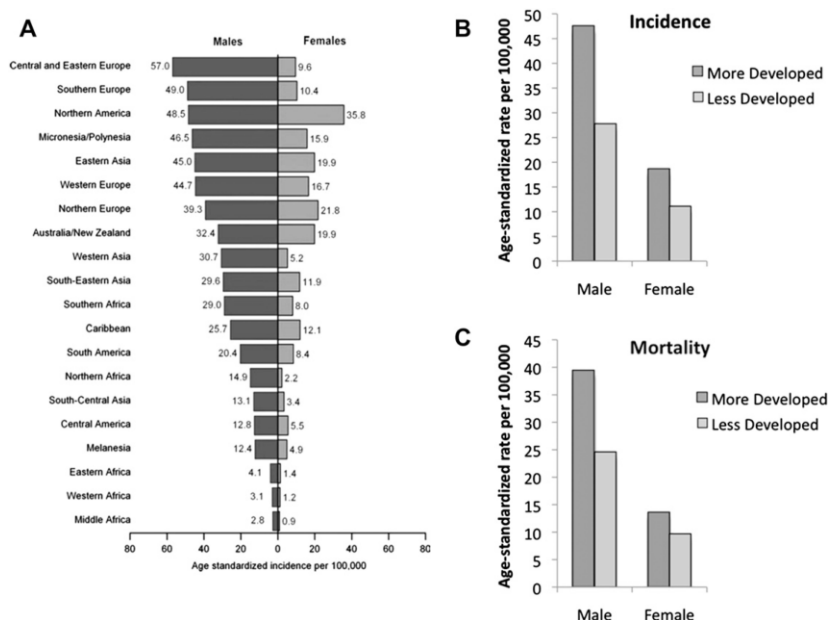 A
Males Females
Central and Eastern Europe 57.0 9.6
Southern Europe 49.0 10.4
Northern America 48.5 35.8
Micronesia/Polynesia 46.5 15.9
Eastern Asia 45.0 19.9
Western Europe 44.7 16.7
Northern Europe 39.3 21.8
Australia/New Zealand 32.4 19.9
Western Asia 30.7 5.2
South-Eastern Asia 29.6 11.9
Southern Africa 29.0 8.0
Caribbean 25.7 12.1
South America 20.4 8.4
Northern Africa 14.9 2.2
South-Central Asia 13.1 3.4
Central America 12.8 5.5
Melanesia 12.4 4.9
Eastern Africa 4.1 1.4
Western Africa 3.1 1.2
Middle Africa 2.8 0.9
80 60 40 20 0 20 40 60 80
Age standardized incidence per 100,000
B
Incidence
Age-standardized rate per 100,000
50
45
40
35
30
25
20
15
10
5
0
More Developed
Less Developed
Male Female
C
Mortality
Age-standardized rate per 100,000
45
40
35
30
25
20
15
10
5
0
More Developed
Less Developed
Male Female